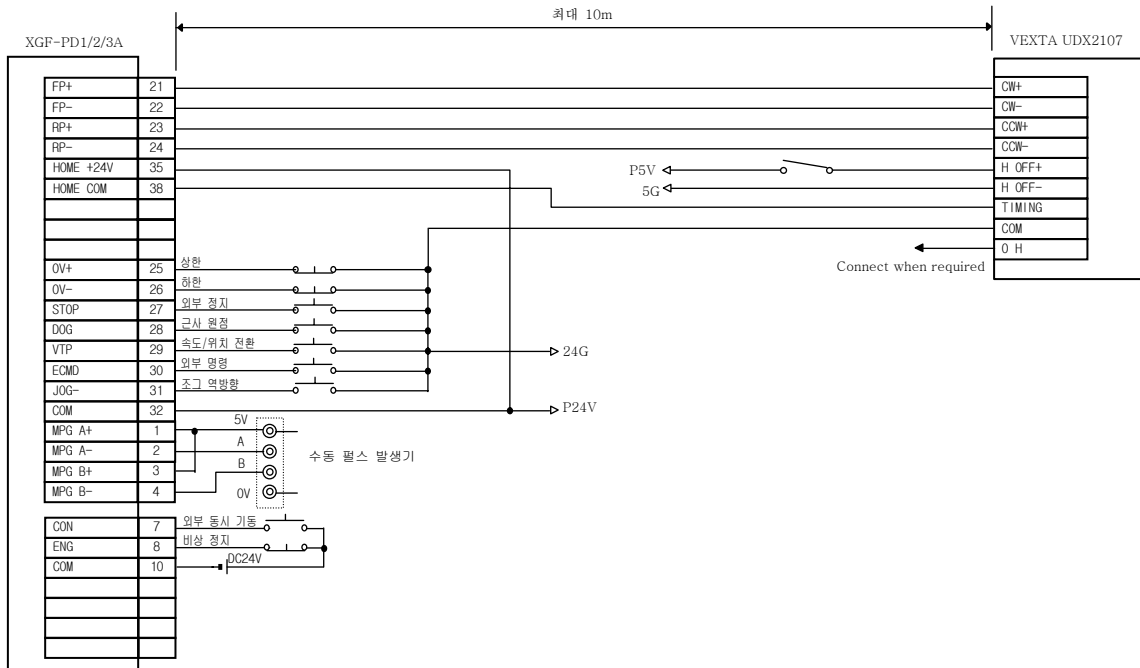 최대 10m
XGF-PD1/2/3A
VEXTA UDX2107
FP+ 21 CW+
FP- 22 CW-
RP+ 23 CCW+
RP- 24 CCW-
HOME +24V 35 P5V H OFF+
HOME COM 38 5G H OFF-
TIMING
COM
O H
Connect when required
OV+ 25 상한
OV- 26 하한
STOP 27 외부 정지
DOG 28 근사 원점
VTP 29 속도/위치 전환 24G
ECMD 30 외부 명령
JOG- 31 조그 역방향
COM 32 P24V
MPG A+ 1 5V
MPG A- 2 A
수동 펄스 발생기
MPG B+ 3 B
MPG B- 4 0V
CON 7 외부 동시 기동
ENG 8 비상 정지
COM 10 DC24V